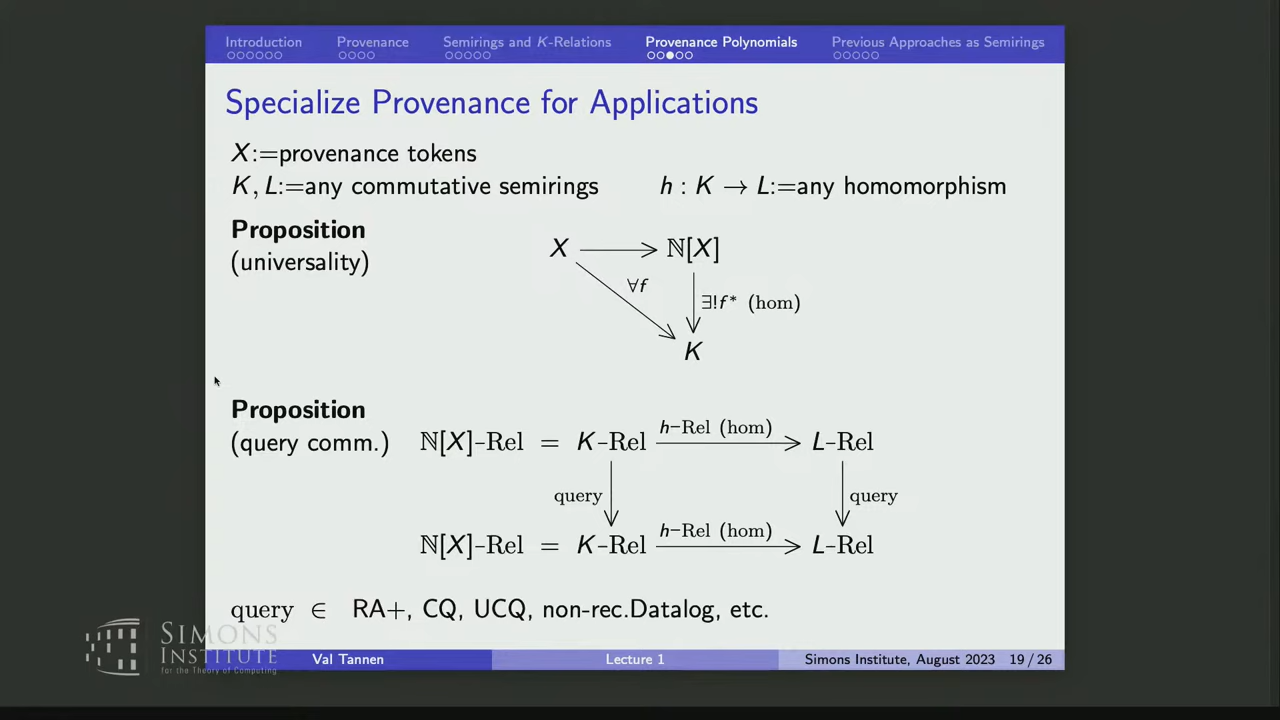 Introduction Provenance Semirings and K-Relations Provenance Polynomials Previous Approaches as Semirings
Specialize Provenance for Applications
X:=provenance tokens
K, L:=any commutative semirings h : K → L:=any homomorphism
Proposition
(universality)
X ℕ[X]
∀f
∃!f* (hom)
K
Proposition
(query comm.)
ℕ[X]-Rel = K-Rel h-Rel (hom) L-Rel
query query
ℕ[X]-Rel = K-Rel h-Rel (hom) L-Rel
query ∈ RA+, CQ, UCQ, non-rec.Datalog, etc.
SIMONS
INSTITUTE
for the Theory of Computing
Val Tannen Lecture 1 Simons Institute, August 2023 19 / 26